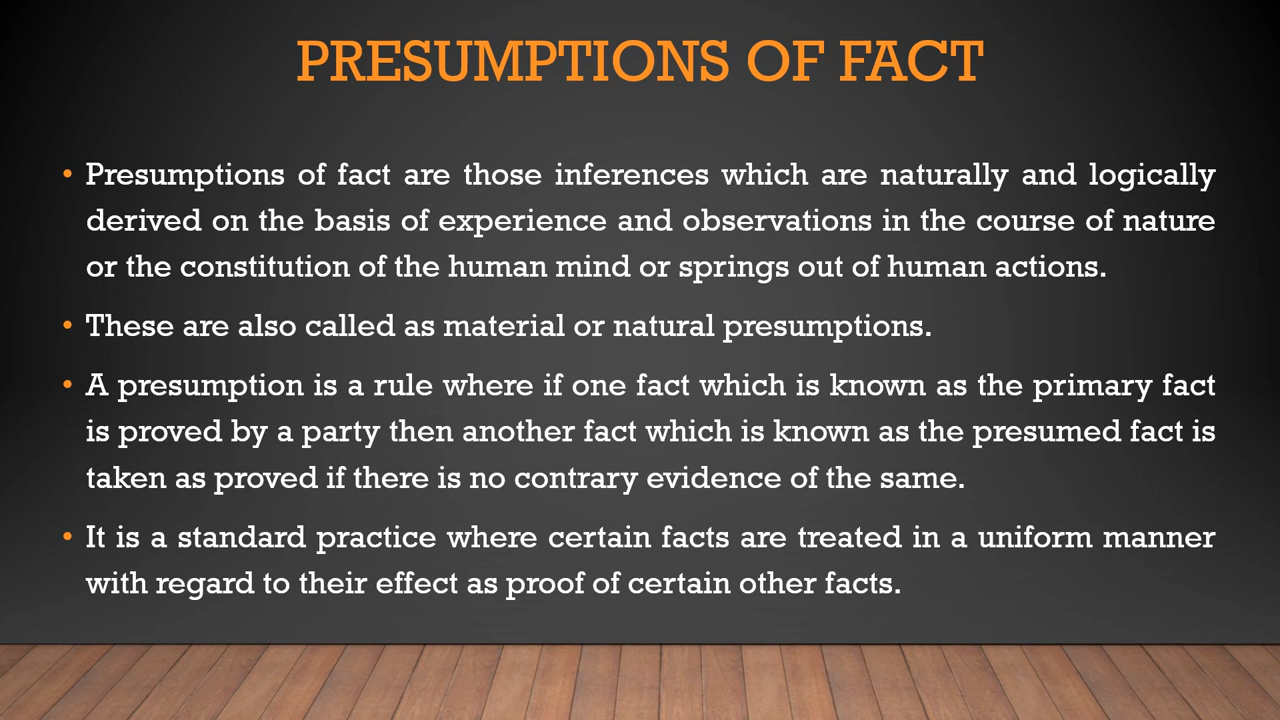 PRESUMPTIONS OF FACT
• Presumptions of fact are those inferences which are naturally and logically
derived on the basis of experience and observations in the course of nature
or the constitution of the human mind or springs out of human actions.
• These are also called as material or natural presumptions.
• A presumption is a rule where if one fact which is known as the primary fact
is proved by a party then another fact which is known as the presumed fact is
taken as proved if there is no contrary evidence of the same.
• It is a standard practice where certain facts are treated in a uniform manner
with regard to their effect as proof of certain other facts.